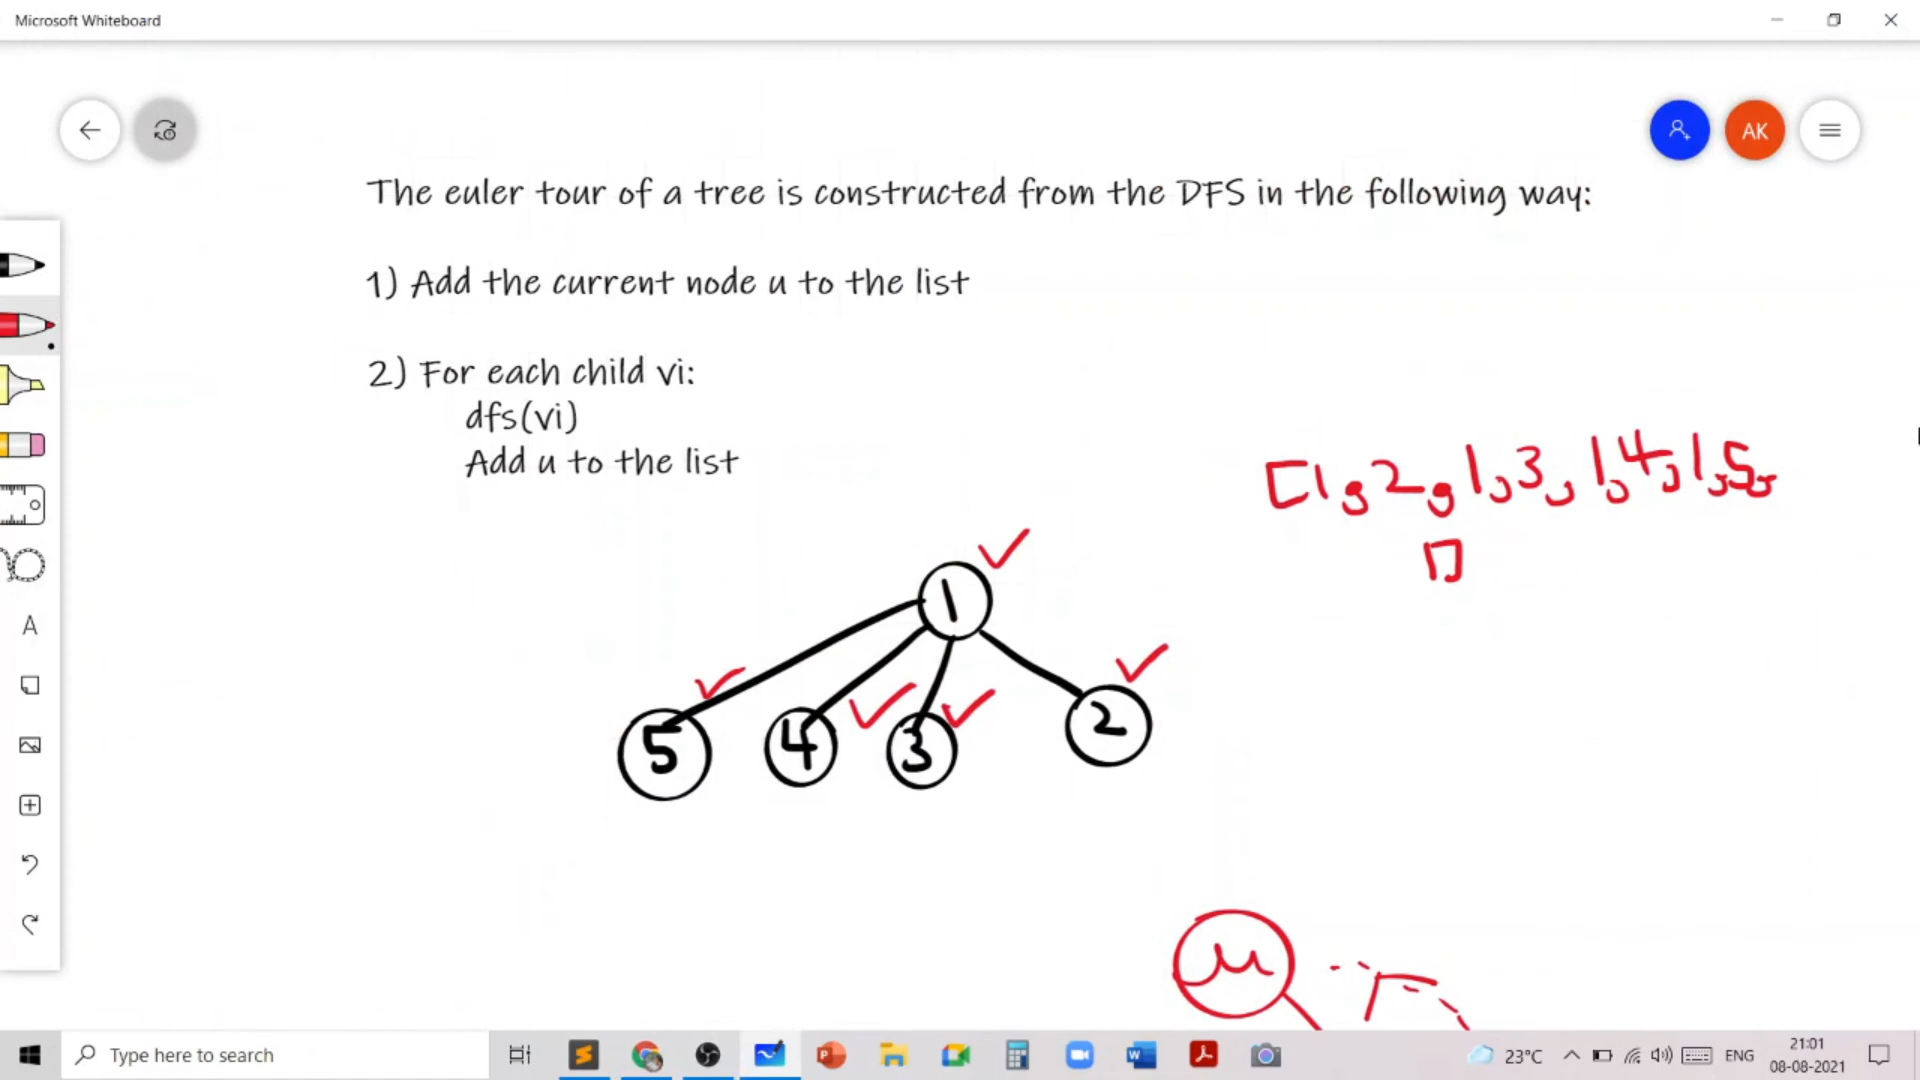 Microsoft Whiteboard
AK
The euler tour of a tree is constructed from the DFS in the following way:
1) Add the current node u to the list
2) For each child vi:
dfs(vi)
Add u to the list
[1,2,1,3,1,4,1,5,
1]
1
5
4
3
2
A
u
Type here to search
23°C
ENG
21:01
08-08-2021